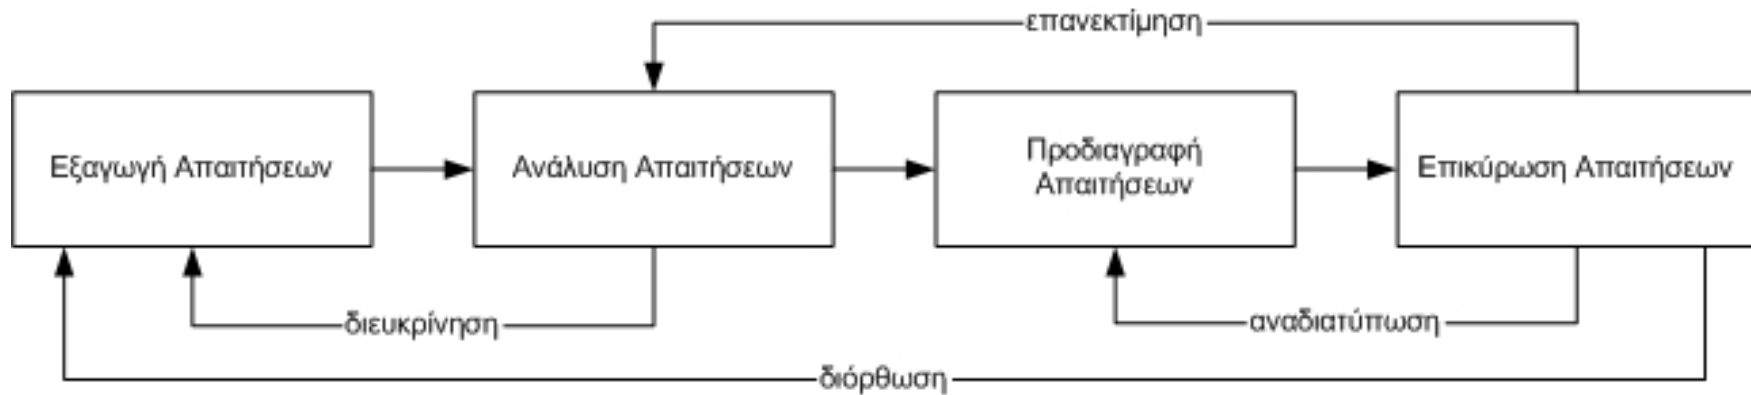 επανεκτίμηση
Εξαγωγή Απαιτήσεων
Ανάλυση Απαιτήσεων
Προδιαγραφή
Απαιτήσεων
Επικύρωση Απαιτήσεων
διευκρίνηση
αναδιατύπωση
διόρθωση